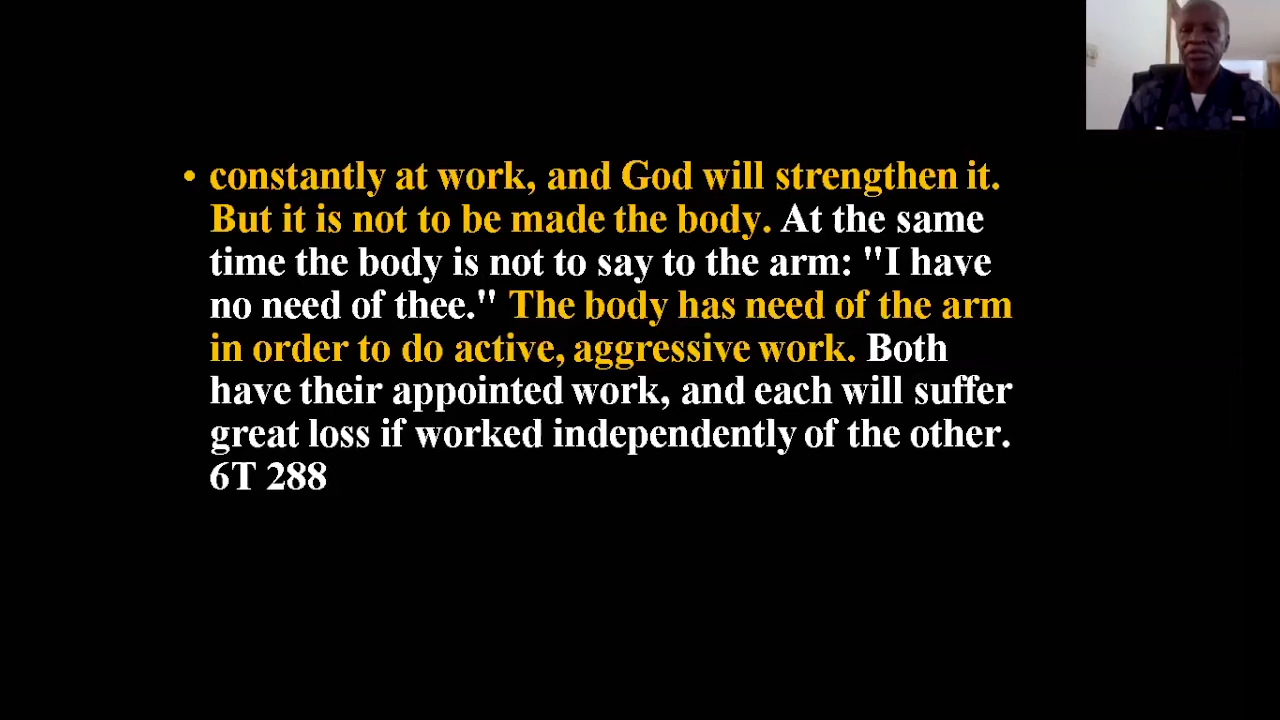 • constantly at work, and God will strengthen it.
But it is not to be made the body. At the same
time the body is not to say to the arm: "I have
no need of thee." The body has need of the arm
in order to do active, aggressive work. Both
have their appointed work, and each will suffer
great loss if worked independently of the other.
6T 288